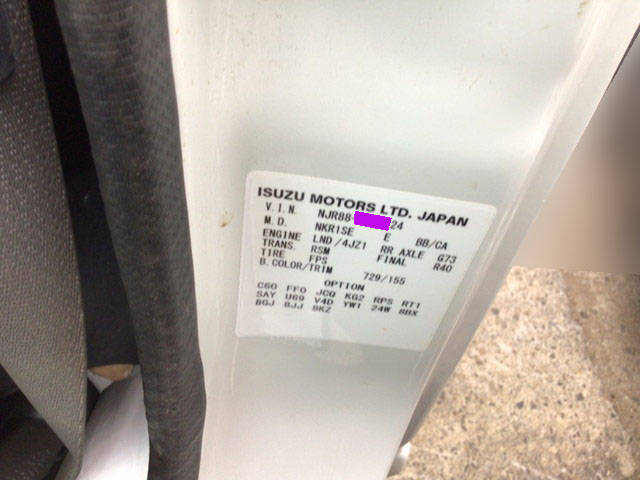 ISUZU MOTORS LTD. JAPAN
V.I.N. NJR88- 24
M.D. NKR1SE E BB/CA
ENGINE LND /4JZ1 RR AXLE G73
TRANS. RSM FINAL R40
TIRE FPS
B.COLOR/TRIM 729/155
OPTION
C60 FF0 JCQ KG2 RPS RT1
SAY U69 V4D YW1 24W 8BX
BGJ 8JJ 8KZ